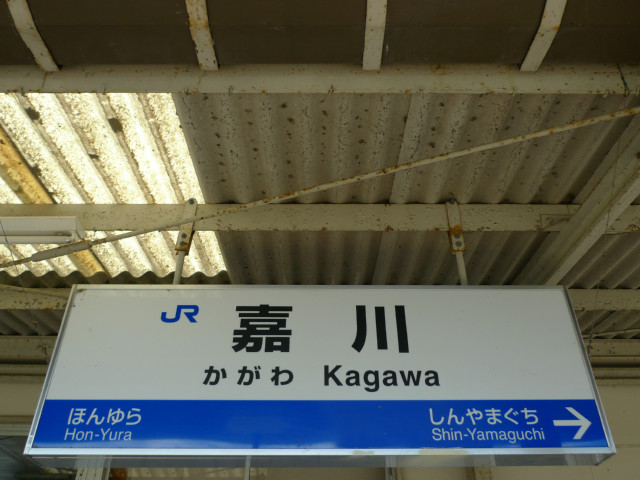 JR 嘉川
かがわ Kagawa
ほんゆら しんやまぐち
Hon-Yura Shin-Yamaguchi →